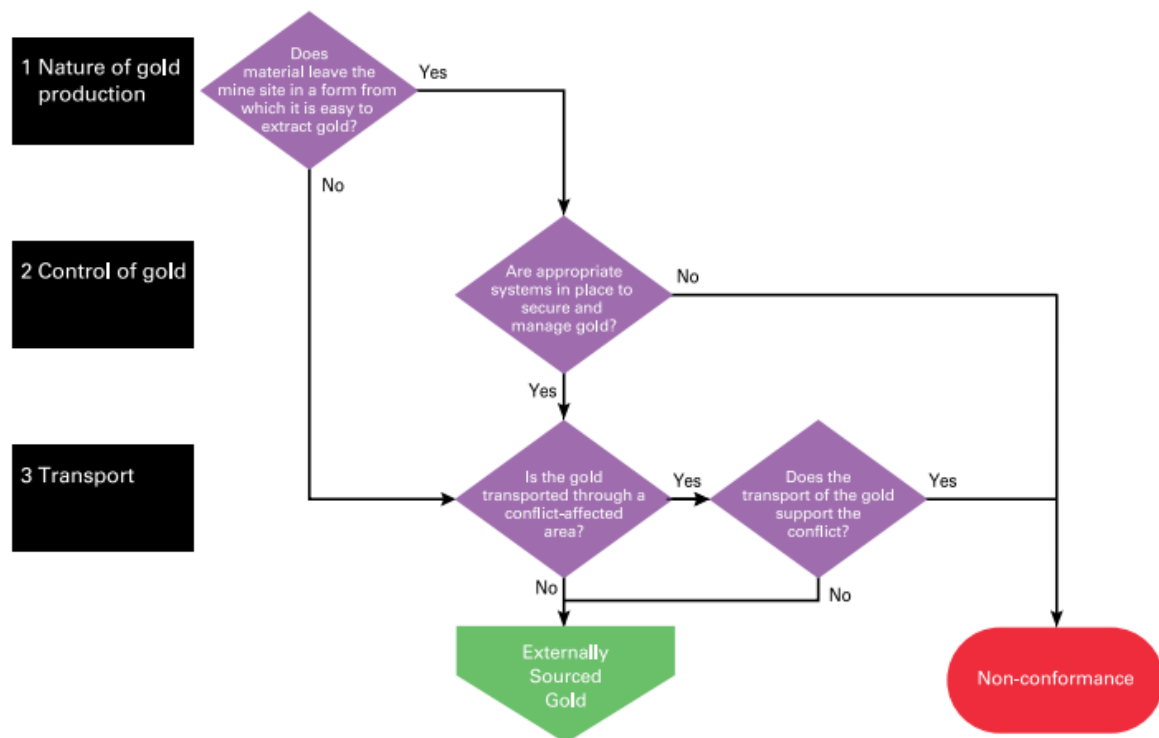 1 Nature of gold
production
Does
material leave the
mine site in a form from
which it is easy to
extract gold?
Yes
No
2 Control of gold
Are appropriate
systems in place to
secure and
manage gold?
No
Yes
3 Transport
Is the gold
transported through a
conflict-affected
area?
Yes
Does the
transport of the gold
support the
conflict?
Yes
No
No
Externally
Sourced
Gold
Non-conformance